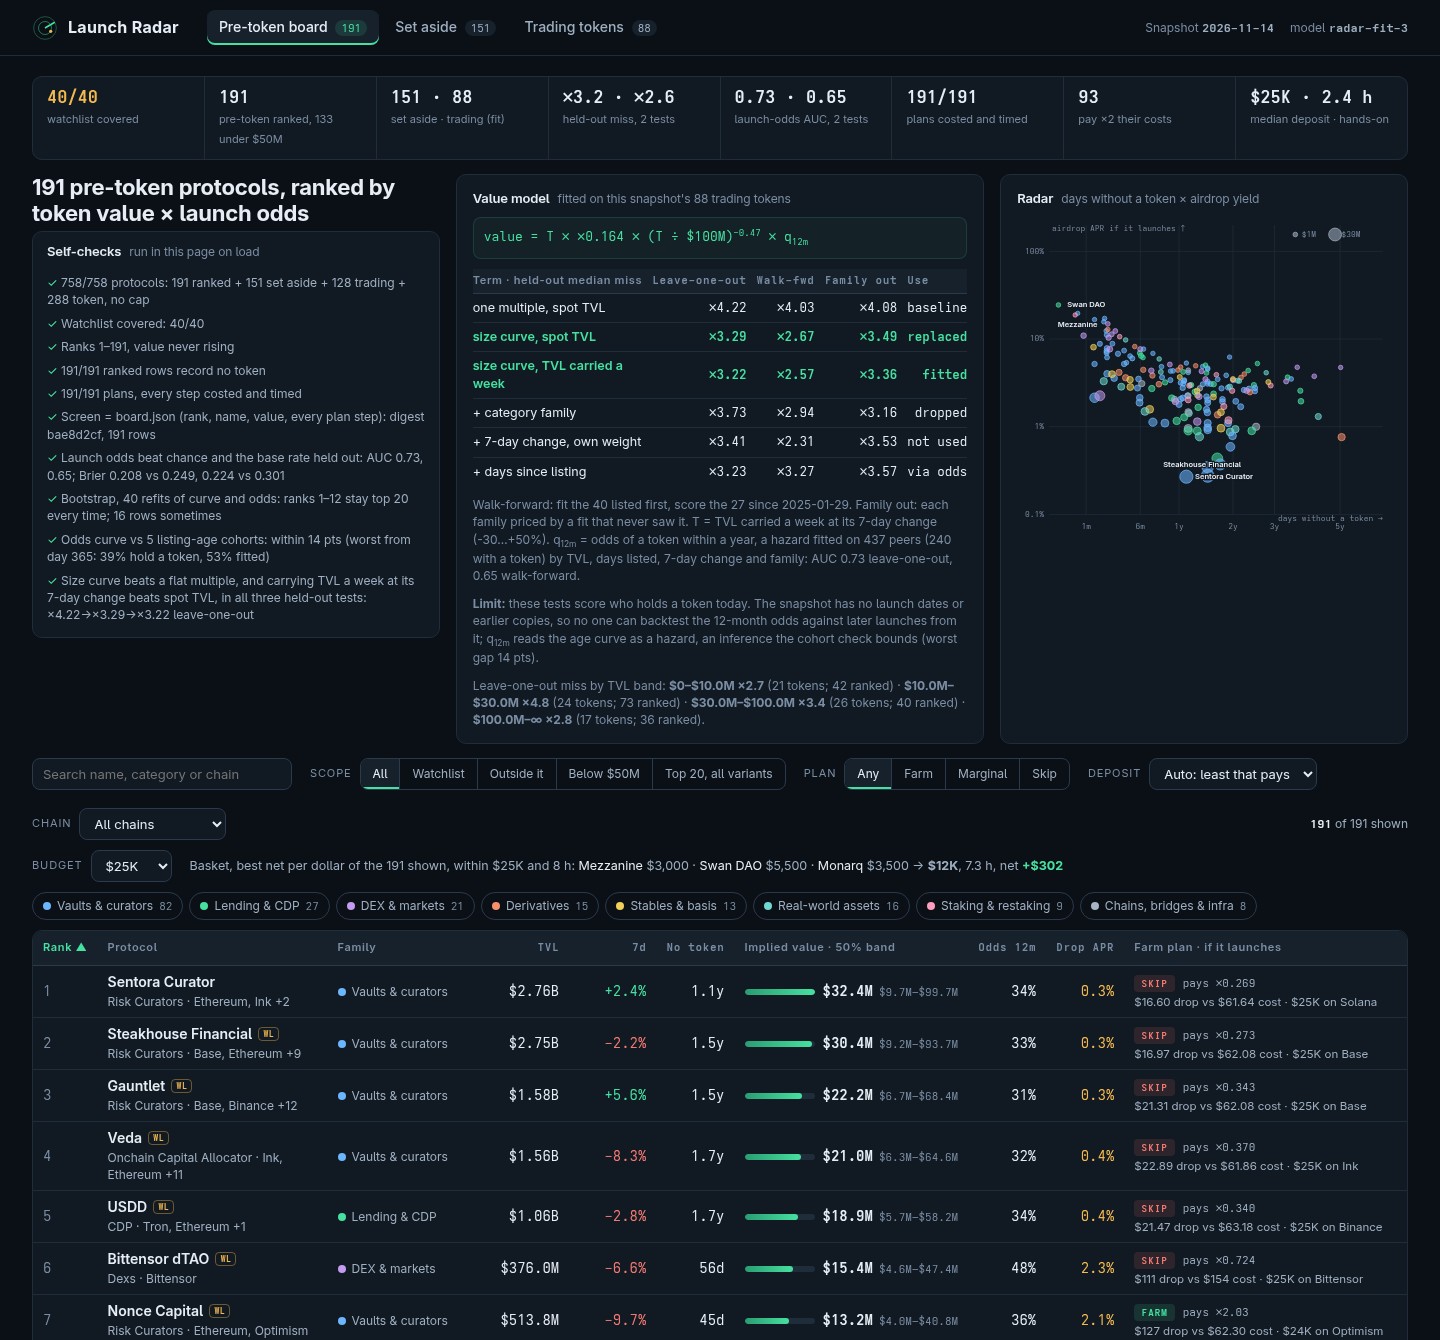 Launch Radar
Pre-token board 191
Set aside 151
Trading tokens 88
Snapshot 2026-11-14 model radar-fit-3
40/40
watchlist covered
191
pre-token ranked, 133
under $50M
151 · 88
set aside · trading (fit)
×3.2 · ×2.6
held-out miss, 2 tests
0.73 · 0.65
launch-odds AUC, 2 tests
191/191
plans costed and timed
93
pay ×2 their costs
$25K · 2.4 h
median deposit · hands-on
191 pre-token protocols, ranked by
token value × launch odds
Self-checks run in this page on load
✓ 758/758 protocols: 191 ranked + 151 set aside + 128 trading +
288 token, no cap
✓ Watchlist covered: 40/40
✓ Ranks 1–191, value never rising
✓ 191/191 ranked rows record no token
✓ 191/191 plans, every step costed and timed
✓ Screen = board.json (rank, name, value, every plan step): digest
bae8d2cf, 191 rows
✓ Launch odds beat chance and the base rate held out: AUC 0.73,
0.65; Brier 0.208 vs 0.249, 0.224 vs 0.301
✓ Bootstrap, 40 refits of curve and odds: ranks 1–12 stay top 20
every time; 16 rows sometimes
✓ Odds curve vs 5 listing-age cohorts: within 14 pts (worst from
day 365: 39% hold a token, 53% fitted)
✓ Size curve beats a flat multiple, and carrying TVL a week at its
7-day change beats spot TVL, in all three held-out tests:
×4.22→×3.29→×3.22 leave-one-out
Value model fitted on this snapshot's 88 trading tokens
value = T × ×0.164 × (T ÷ $100M)−0.47 × q12m
Term · held-out median miss Leave-one-out Walk-fwd Family out Use
one multiple, spot TVL ×4.22 ×4.03 ×4.08 baseline
size curve, spot TVL ×3.29 ×2.67 ×3.49 replaced
size curve, TVL carried a
week ×3.22 ×2.57 ×3.36 fitted
+ category family ×3.73 ×2.94 ×3.16 dropped
+ 7-day change, own weight ×3.41 ×2.31 ×3.53 not used
+ days since listing ×3.23 ×3.27 ×3.57 via odds
Walk-forward: fit the 40 listed first, score the 27 since 2025-01-29. Family out: each
family priced by a fit that never saw it. T = TVL carried a week at its 7-day change
(-30…+50%). q12m = odds of a token within a year, a hazard fitted on 437 peers (240
with a token) by TVL, days listed, 7-day change and family: AUC 0.73 leave-one-out,
0.65 walk-forward.
Limit: these tests score who holds a token today. The snapshot has no launch dates or
earlier copies, so no one can backtest the 12-month odds against later launches from
it; q12m reads the age curve as a hazard, an inference the cohort check bounds (worst
gap 14 pts).
Leave-one-out miss by TVL band: $0–$10.0M ×2.7 (21 tokens; 42 ranked) · $10.0M–
$30.0M ×4.8 (24 tokens; 73 ranked) · $30.0M–$100.0M ×3.4 (26 tokens; 40 ranked) ·
$100.0M–∞ ×2.8 (17 tokens; 36 ranked).
Radar days without a token × airdrop yield
airdrop APR if it launches ↑
$1M $30M
100%
Swan DAO
Mezzanine
10%
1%
Steakhouse Financial
Sentora Curator
0.1%
days without a token →
1m 6m 1y 2y 3y 5y
Search name, category or chain
SCOPE All Watchlist Outside it Below $50M Top 20, all variants
PLAN Any Farm Marginal Skip
DEPOSIT Auto: least that pays
CHAIN All chains
191 of 191 shown
BUDGET $25K Basket, best net per dollar of the 191 shown, within $25K and 8 h: Mezzanine $3,000 · Swan DAO $5,500 · Monarq $3,500 → $12K, 7.3 h, net +$302
Vaults & curators 82
Lending & CDP 27
DEX & markets 21
Derivatives 15
Stables & basis 13
Real-world assets 16
Staking & restaking 9
Chains, bridges & infra 8
Rank ▲ Protocol Family TVL 7d No token Implied value · 50% band Odds 12m Drop APR Farm plan · if it launches
1 Sentora Curator Vaults & curators $2.76B +2.4% 1.1y $32.4M $9.7M–$99.7M 34% 0.3% SKIP pays ×0.269
Risk Curators · Ethereum, Ink +2 $16.60 drop vs $61.64 cost · $25K on Solana
2 Steakhouse Financial WL Vaults & curators $2.75B −2.2% 1.5y $30.4M $9.2M–$93.7M 33% 0.3% SKIP pays ×0.273
Risk Curators · Base, Ethereum +9 $16.97 drop vs $62.08 cost · $25K on Base
3 Gauntlet WL Vaults & curators $1.58B +5.6% 1.5y $22.2M $6.7M–$68.4M 31% 0.3% SKIP pays ×0.343
Risk Curators · Base, Binance +12 $21.31 drop vs $62.08 cost · $25K on Base
4 Veda WL Vaults & curators $1.56B −8.3% 1.7y $21.0M $6.3M–$64.6M 32% 0.4% SKIP pays ×0.370
Onchain Capital Allocator · Ink,
Ethereum +11 $22.89 drop vs $61.86 cost · $25K on Ink
5 USDD WL Lending & CDP $1.06B −2.8% 1.7y $18.9M $5.7M–$58.2M 34% 0.4% SKIP pays ×0.340
CDP · Tron, Ethereum +1 $21.47 drop vs $63.18 cost · $25K on Binance
6 Bittensor dTAO WL DEX & markets $376.0M −6.6% 56d $15.4M $4.6M–$47.4M 48% 2.3% SKIP pays ×0.724
Dexs · Bittensor $111 drop vs $154 cost · $25K on Bittensor
7 Nonce Capital WL Vaults & curators $513.8M −9.7% 45d $13.2M $4.0M–$40.8M 36% 2.1% FARM pays ×2.03
Risk Curators · Ethereum, Optimism $127 drop vs $62.30 cost · $24K on Optimism